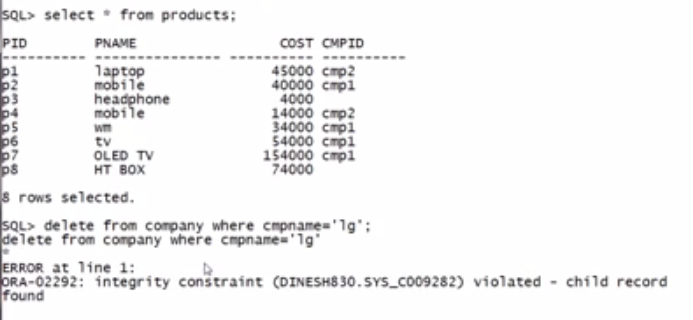 SQL> select * from products;
PID        PNAME                 COST CMPID
---------- --------------- ---------- ----------
p1         laptop               45000 cmp2
p2         mobile               40000 cmp1
p3         headphone             4000
p4         mobile               14000 cmp2
p5         wm                   34000 cmp1
p6         tv                   54000 cmp1
p7         OLED TV             154000 cmp1
p8         HT BOX               74000
8 rows selected.
SQL> delete from company where cmpname='lg';
delete from company where cmpname='lg'
*
ERROR at line 1:
ORA-02292: integrity constraint (DINESH830.SYS_C009282) violated - child record
found